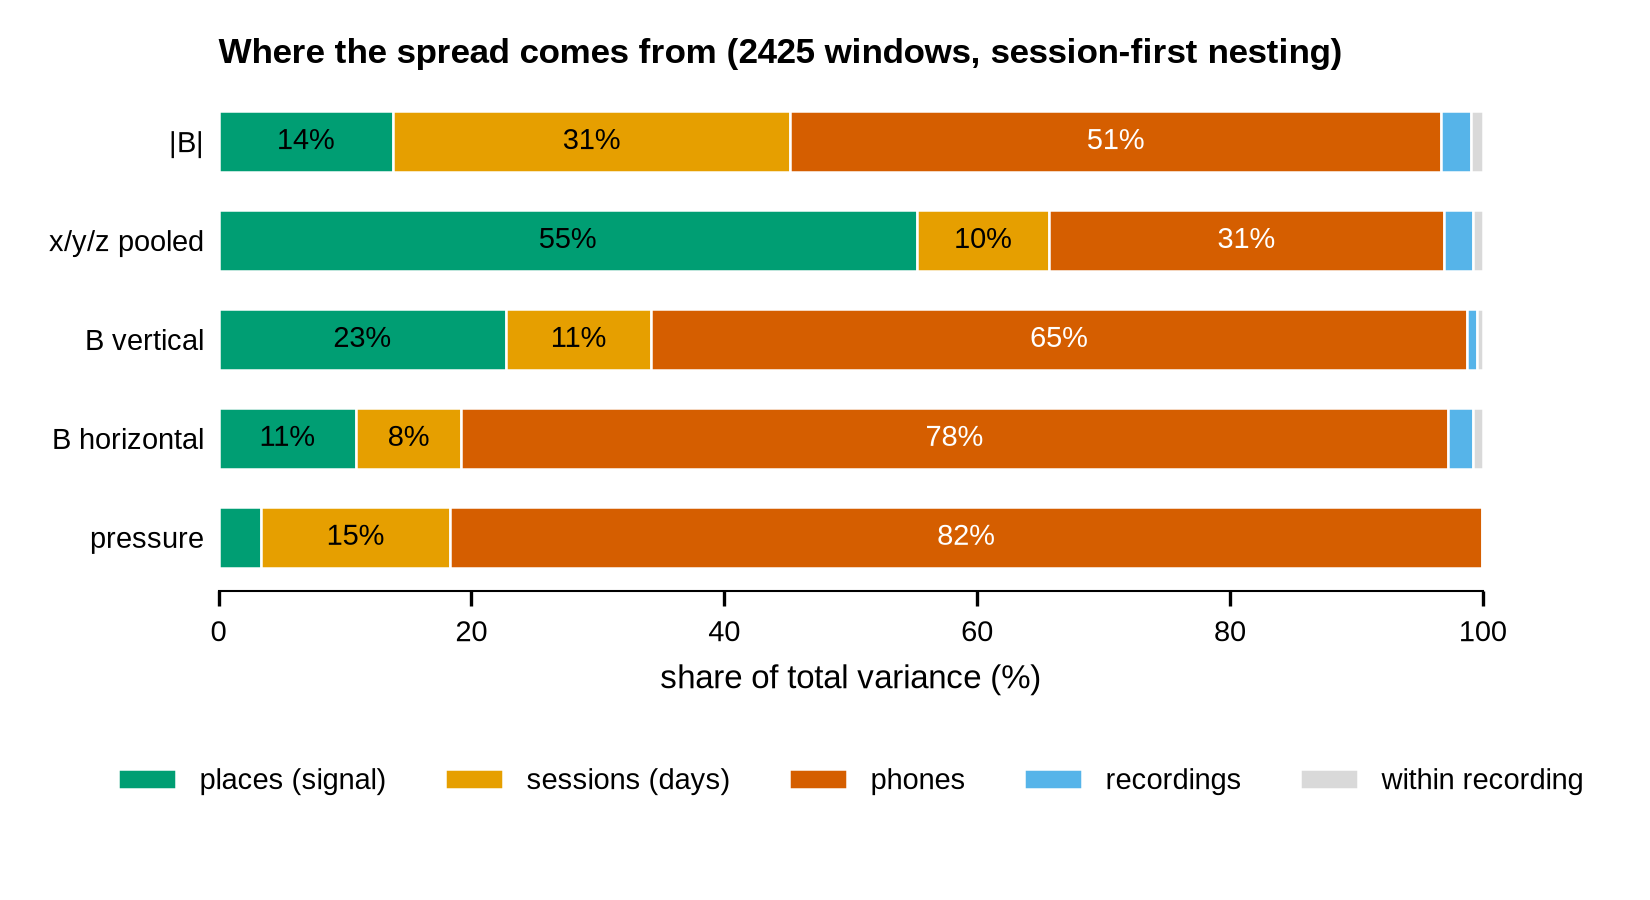 Where the spread comes from (2425 windows, session-first nesting)
|B| 14% 31% 51%
x/y/z pooled 55% 10% 31%
B vertical 23% 11% 65%
B horizontal 11% 8% 78%
pressure 15% 82%
0 20 40 60 80 100
share of total variance (%)
places (signal) sessions (days) phones recordings within recording